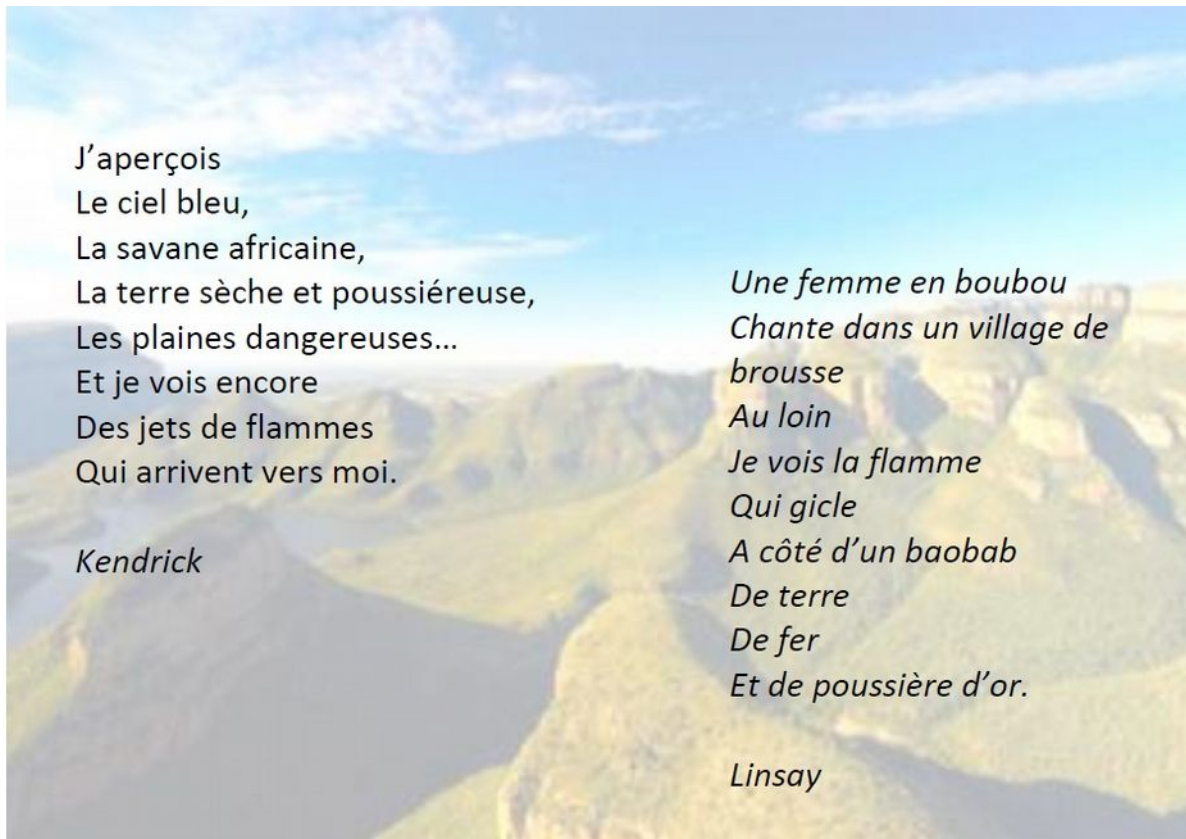 J’aperçois
Le ciel bleu,
La savane africaine,
La terre sèche et poussiéreuse,
Les plaines dangereuses…
Et je vois encore
Des jets de flammes
Qui arrivent vers moi.
Kendrick
Une femme en boubou
Chante dans un village de
brousse
Au loin
Je vois la flamme
Qui gicle
A côté d’un baobab
De terre
De fer
Et de poussière d’or.
Linsay